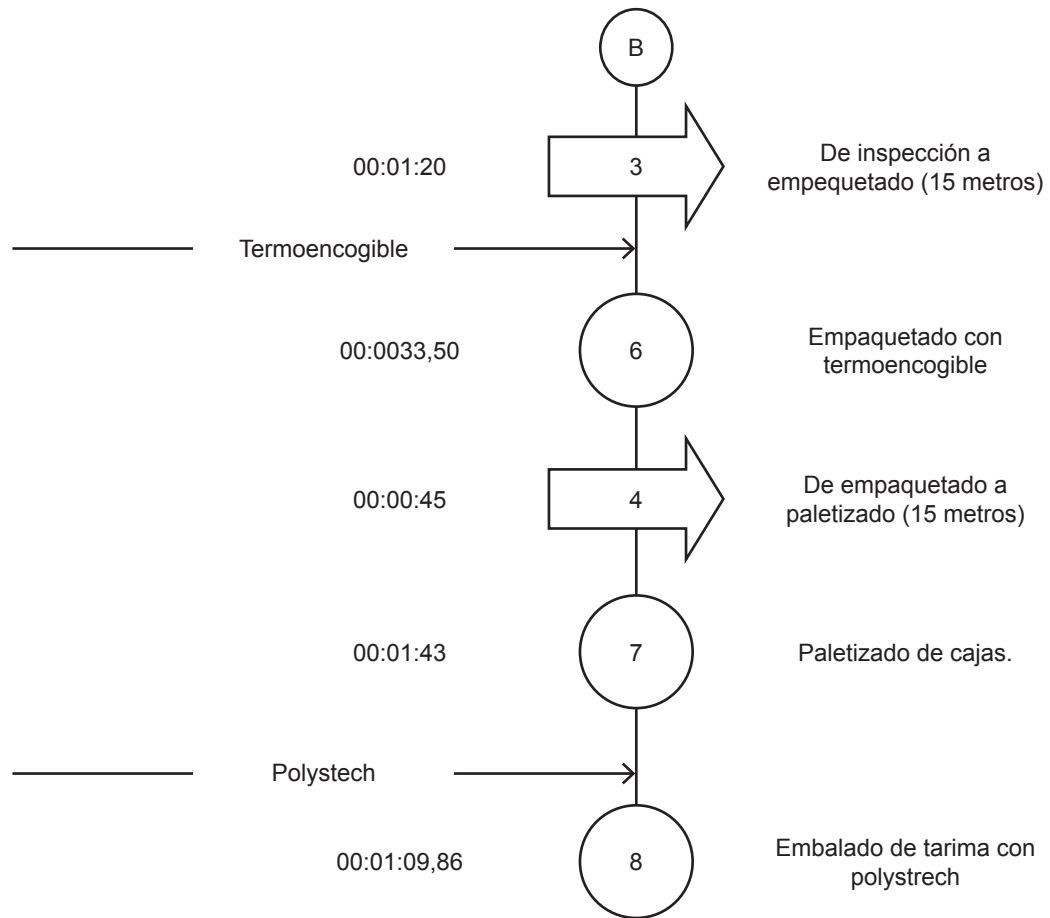 B
00:01:20
3
De inspección a
empequetado (15 metros)
Termoencogible
00:0033,50
6
Empaquetado con
termoencogible
00:00:45
4
De empaquetado a
paletizado (15 metros)
00:01:43
7
Paletizado de cajas.
Polystech
00:01:09,86
8
Embalado de tarima con
polystrech